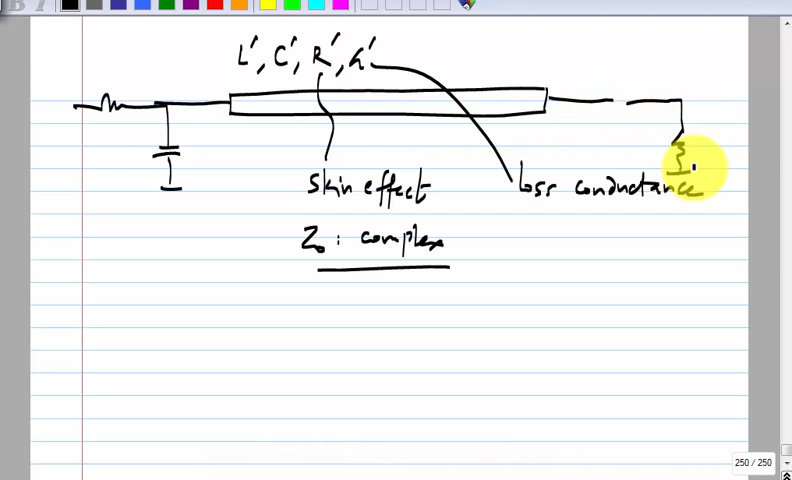 L′, C′, R′, G′
Skin effect
loss conductance
Z₀ : complex
250 / 250